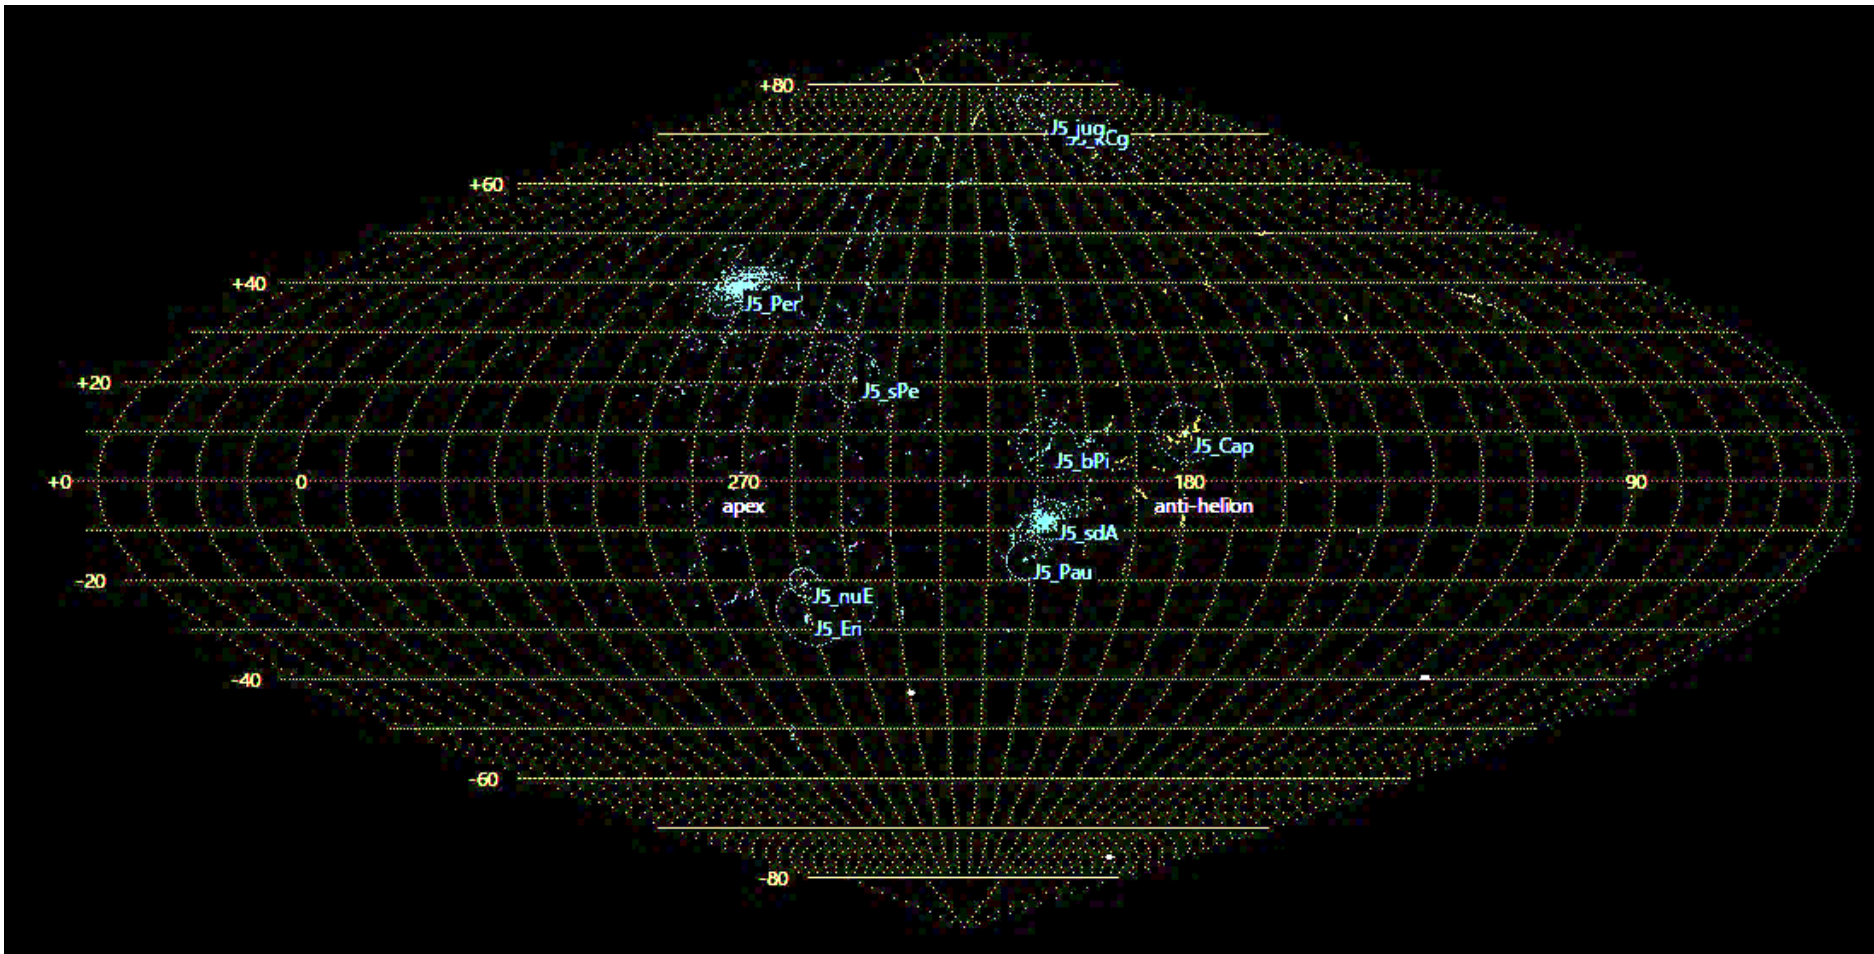 +80
J5_jug
J5_kCg
+60
+40
J5_Per
+20
J5_sPe
J5_Cap
J5_bPi
+0
0
270
180
90
apex
anti-helion
J5_sdA
J5_Pau
-20
J5_nuE
J5_Eri
-40
-60
-80